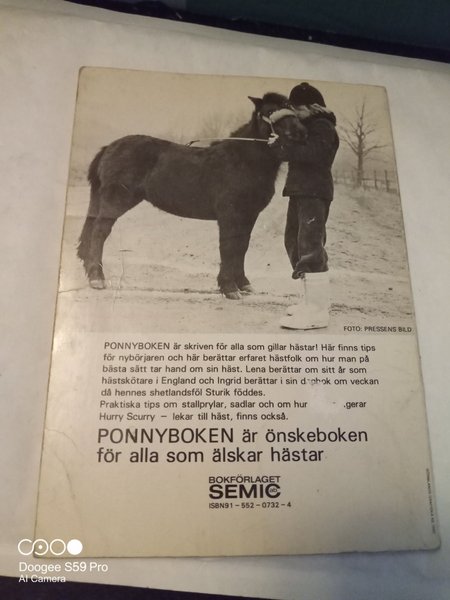 FOTO: PRESSENS BILD
PONNYBOKEN är skriven för alla som gillar hästar! Här finns tips
för nybörjaren och här berättar erfaret hästfolk om hur man på
bästa sätt tar hand om sin häst. Lena berättar om sitt år som
hästskötare i England och Ingrid berättar i sin dagbok om veckan
då hennes shetlandsföl Sturik föddes.
Praktiska tips om stallprylar, sadlar och om hur .gerar
Hurry Scurry – lekar till häst, finns också.
PONNYBOKEN är önskeboken
för alla som älskar hästar
BOKFÖRLAGET
SEMIC
ISBN91-552-0732-4
Doogee S59 Pro
AI Camera